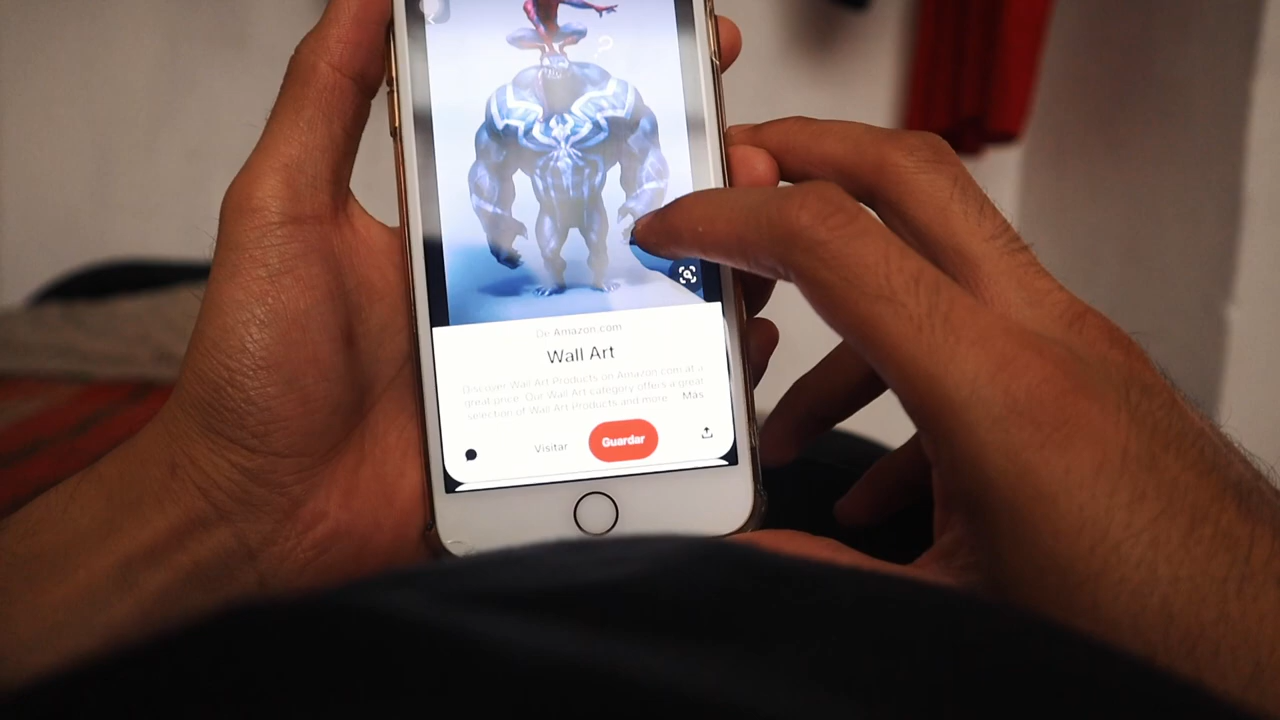 ?
De Amazon.com
Wall Art
Discover Wall Art Products on Amazon.com at a
great price. Our Wall Art category offers a great
selection of Wall Art Products and more. Más
Visitar
Guardar